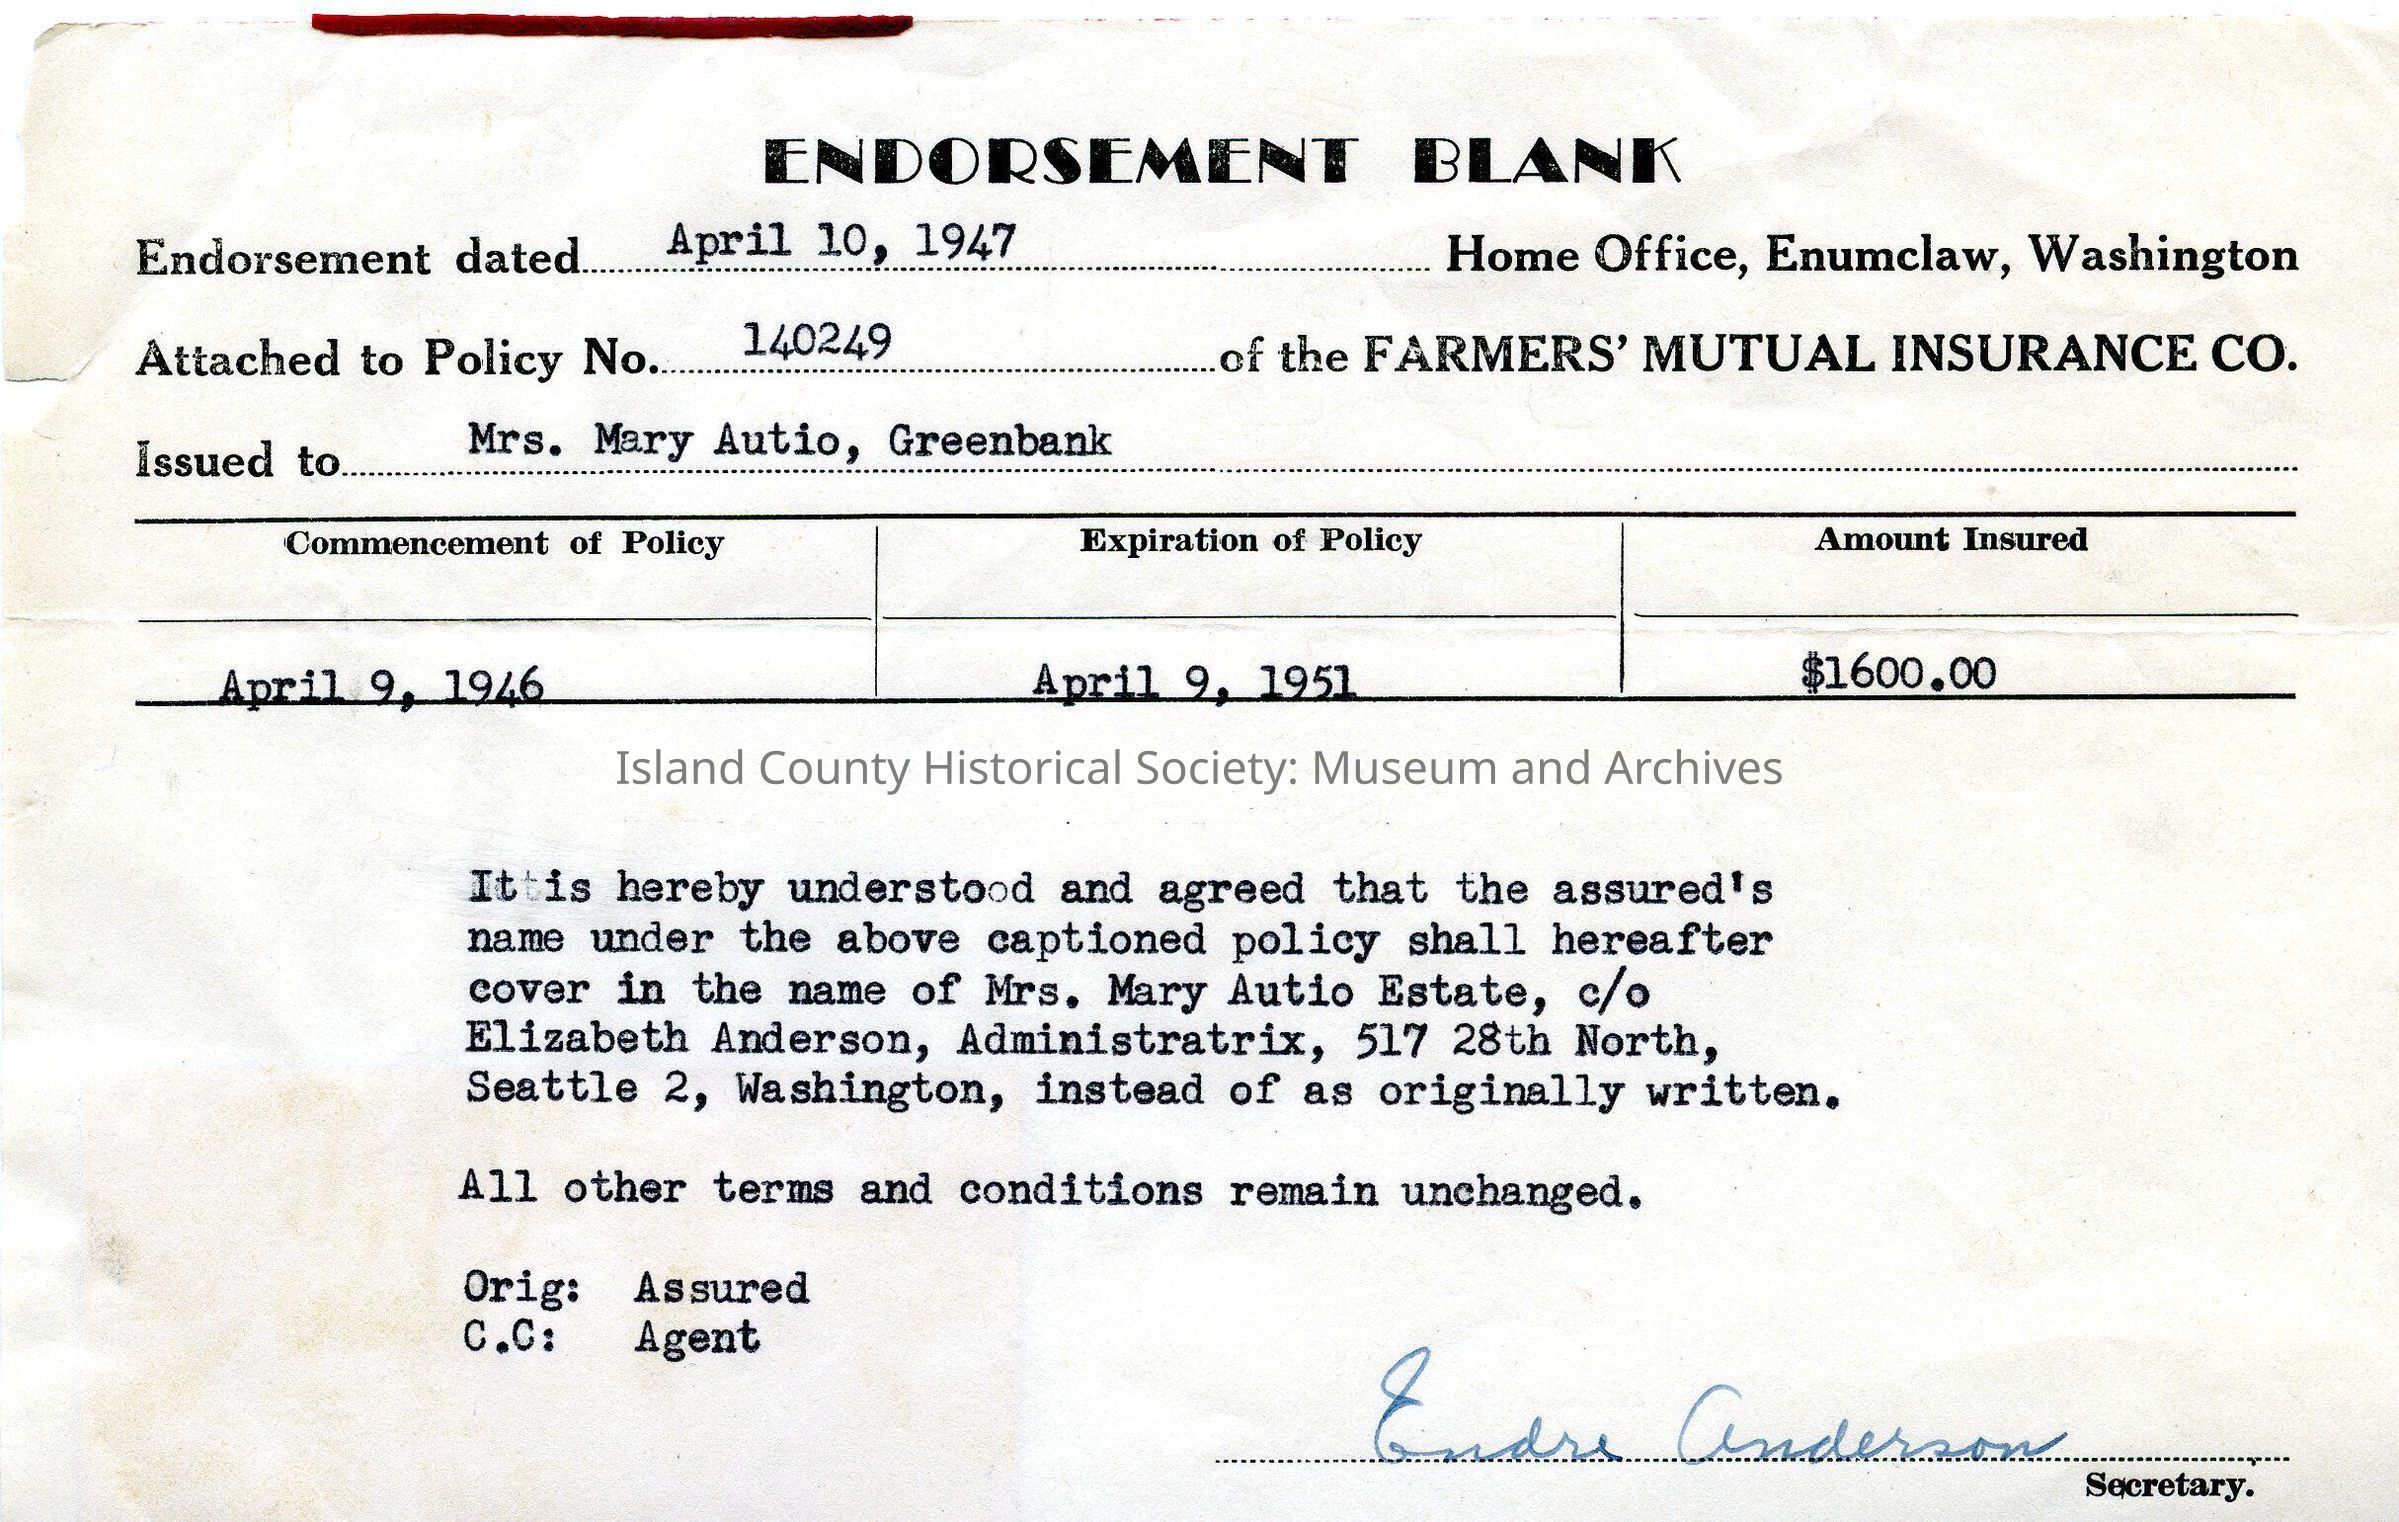 ENDORSEMENT BLANK
Endorsement dated April 10, 1947 Home Office, Enumclaw, Washington
Attached to Policy No. 140249 of the FARMERS' MUTUAL INSURANCE CO.
Issued to Mrs. Mary Autio, Greenbank
Commencement of Policy Expiration of Policy Amount Insured
April 9, 1946 April 9, 1951 $1600.00
Island County Historical Society: Museum and Archives
It is hereby understood and agreed that the assured's
name under the above captioned policy shall hereafter
cover in the name of Mrs. Mary Autio Estate, c/o
Elizabeth Anderson, Administratrix, 517 28th North,
Seattle 2, Washington, instead of as originally written.
All other terms and conditions remain unchanged.
Orig: Assured
C.C: Agent
Endre Anderson
Secretary.